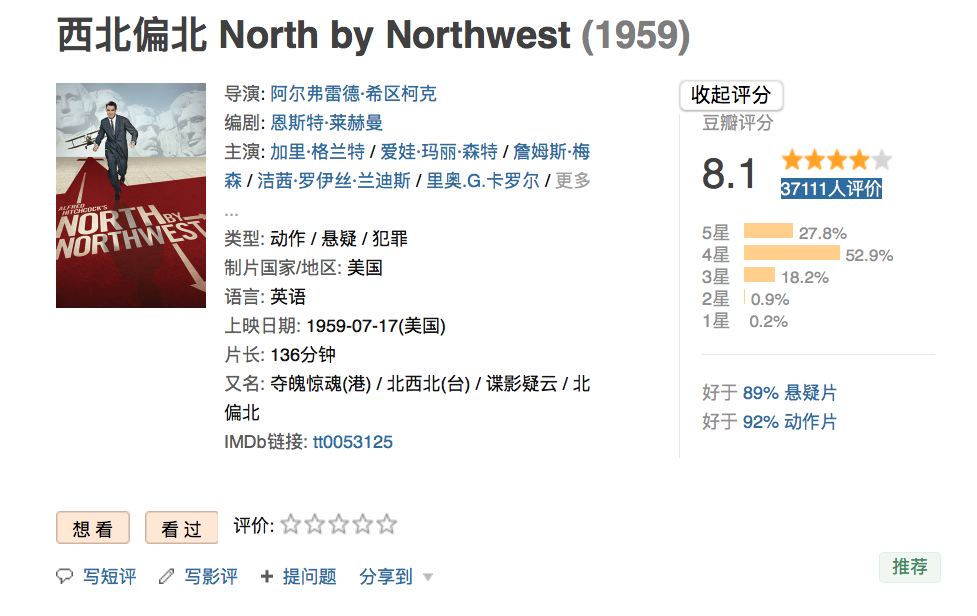 西北偏北 North by Northwest (1959)
ALFRED
HITCHCOCK'S
NORTH BY
NORTHWEST
导演: 阿尔弗雷德·希区柯克
编剧: 恩斯特·莱赫曼
主演: 加里·格兰特 / 爱娃·玛丽·森特 / 詹姆斯·梅
森 / 洁茜·罗伊丝·兰迪斯 / 里奥.G.卡罗尔 / 更多
...
类型: 动作 / 悬疑 / 犯罪
制片国家/地区: 美国
语言: 英语
上映日期: 1959-07-17(美国)
片长: 136分钟
又名: 夺魄惊魂(港) / 北西北(台) / 谍影疑云 / 北
偏北
IMDb链接: tt0053125
收起评分
豆瓣评分
8.1
37111人评价
5星 27.8%
4星 52.9%
3星 18.2%
2星 0.9%
1星 0.2%
好于 89% 悬疑片
好于 92% 动作片
想看 看过 评价:
写短评 写影评 + 提问题 分享到
推荐